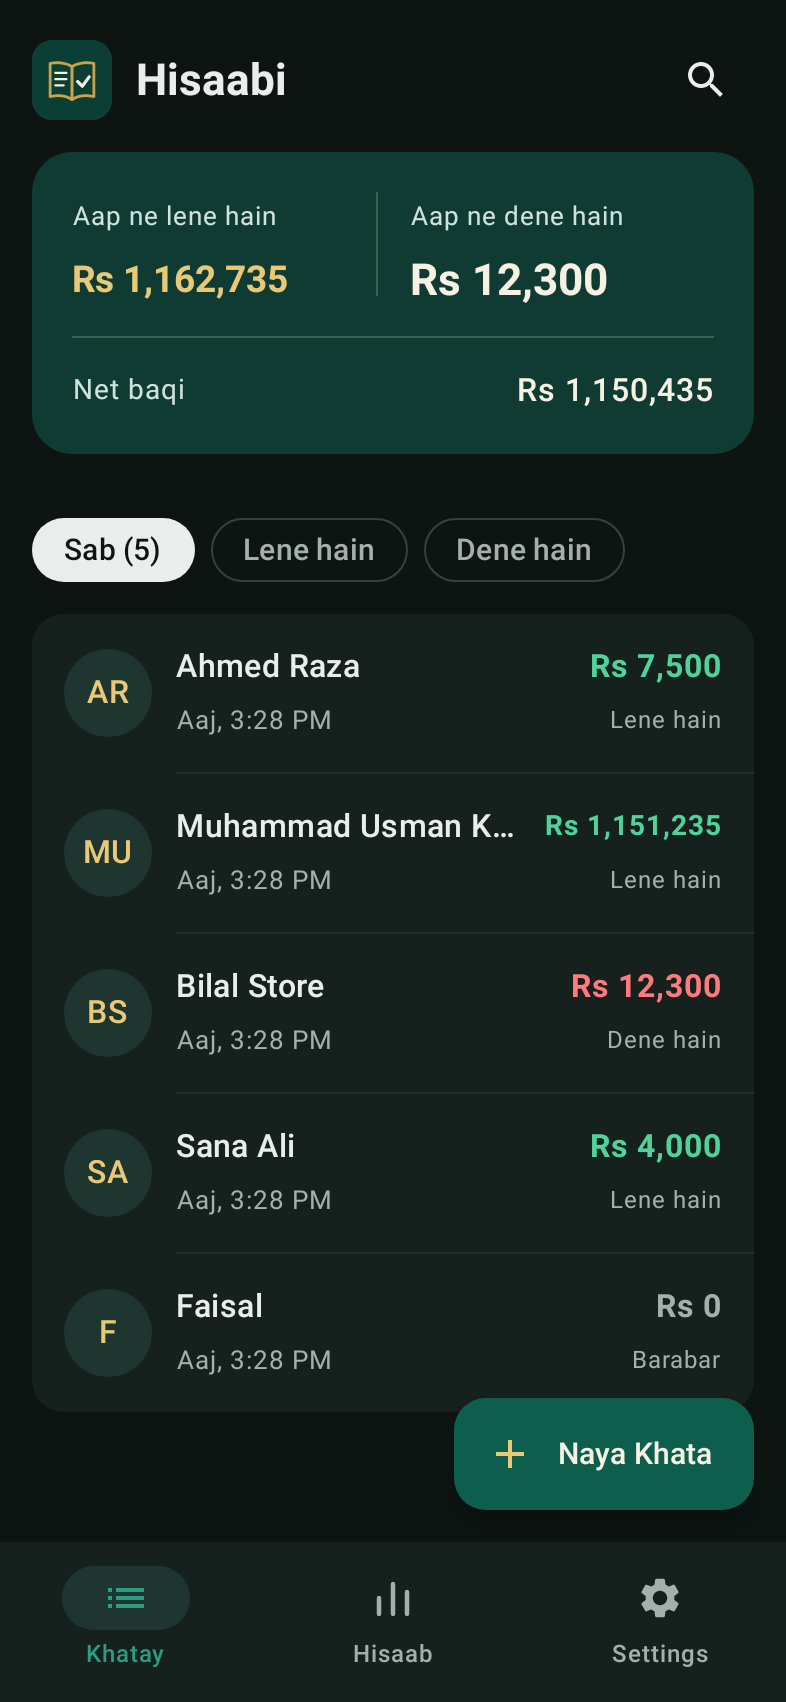 Hisaabi
Aap ne lene hain
Aap ne dene hain
Rs 1,162,735
Rs 12,300
Net baqi
Rs 1,150,435
Sab (5)
Lene hain
Dene hain
AR
Ahmed Raza
Rs 7,500
Aaj, 3:28 PM
Lene hain
MU
Muhammad Usman K...
Rs 1,151,235
Aaj, 3:28 PM
Lene hain
BS
Bilal Store
Rs 12,300
Aaj, 3:28 PM
Dene hain
SA
Sana Ali
Rs 4,000
Aaj, 3:28 PM
Lene hain
F
Faisal
Rs 0
Aaj, 3:28 PM
Barabar
Naya Khata
Khatay
Hisaab
Settings